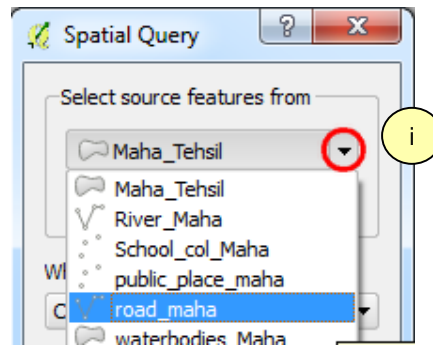 Spatial Query
?
X
Select source features from
Maha_Tehsil
i
Maha_Tehsil
River_Maha
School_col_Maha
public_place_maha
road_maha
waterbodies_Maha